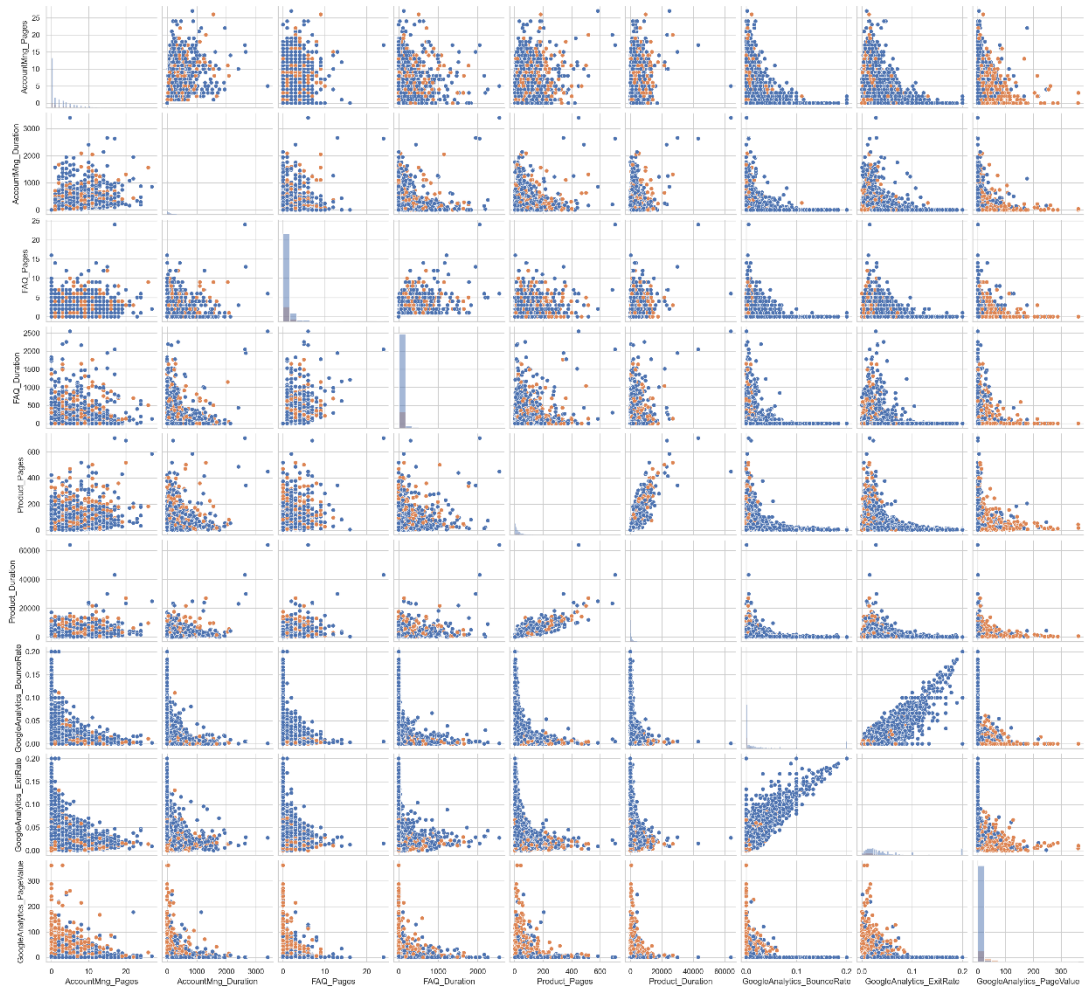 AccountMng_Pages
25
20
15
10
5
0
AccountMng_Duration
3000
2000
1000
0
FAQ_Pages
25
20
15
10
5
0
FAQ_Duration
2500
2000
1500
1000
500
0
Product_Pages
600
400
200
0
Product_Duration
60000
40000
20000
0
GoogleAnalytics_BounceRate
0.20
0.15
0.10
0.05
0.00
GoogleAnalytics_ExitRate
0.20
0.15
0.10
0.05
0.00
GoogleAnalytics_PageValue
300
200
100
0
0 10 20
0 1000 2000 3000
0 10 20
0 1000 2000
0 200 400 600
0 20000 40000 60000
0.0 0.1 0.2
0.0 0.1 0.2
0 100 200 300
AccountMng_Pages AccountMng_Duration FAQ_Pages FAQ_Duration Product_Pages Product_Duration GoogleAnalytics_BounceRate GoogleAnalytics_ExitRate GoogleAnalytics_PageValue